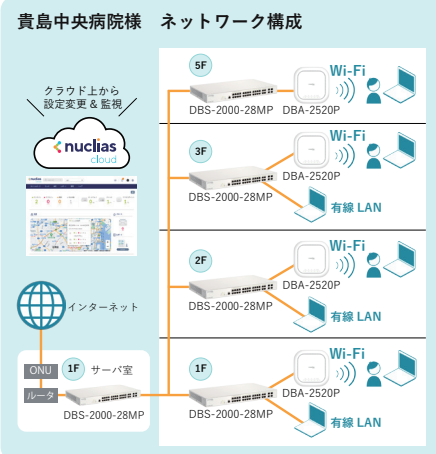 貴島中央病院様 ネットワーク構成
クラウド上から
設定変更 & 監視
nuclias
cloud
インターネット
ONU
ルータ
1F サーバ室
DBS-2000-28MP
5F
DBS-2000-28MP
Wi-Fi
DBA-2520P
3F
DBS-2000-28MP
Wi-Fi
DBA-2520P
有線 LAN
2F
DBS-2000-28MP
Wi-Fi
DBA-2520P
有線 LAN
1F
DBS-2000-28MP
Wi-Fi
DBA-2520P
有線 LAN